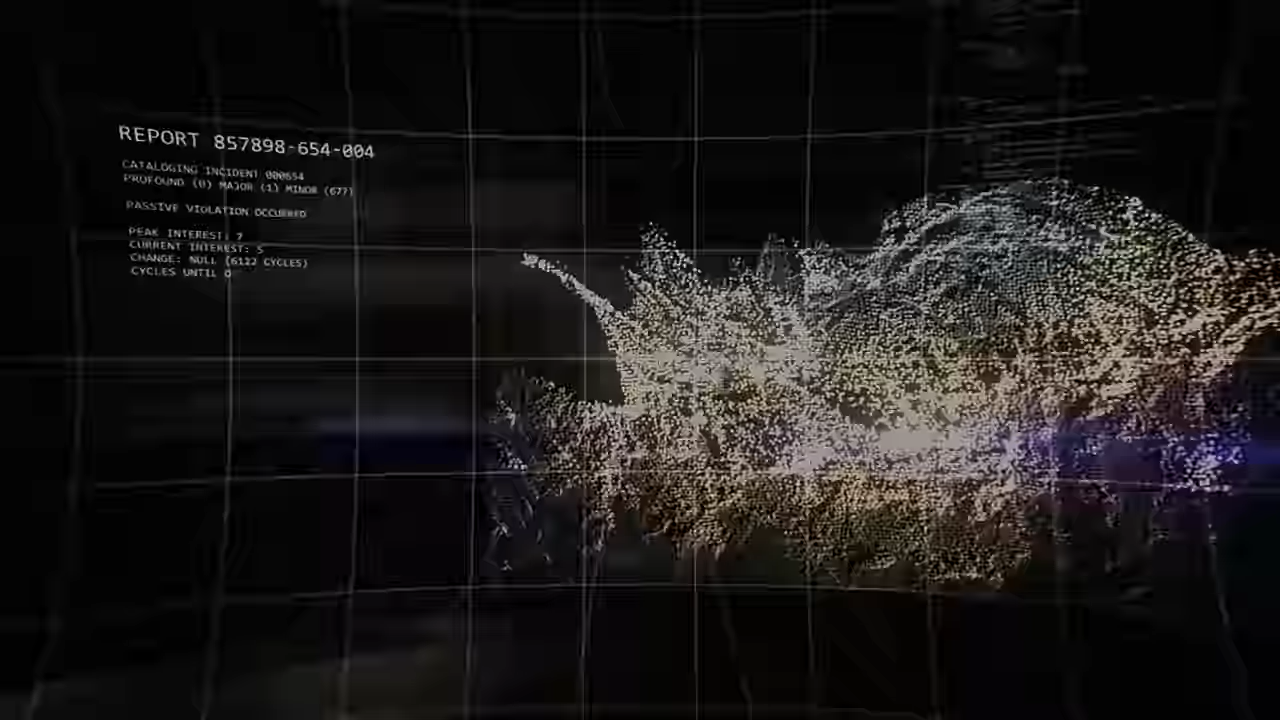 REPORT 857898-654-004
CATALOGING INCIDENT 000654
PROFOUND (0) MAJOR (1) MINOR (677)
PASSIVE VIOLATION OCCURRED
PEAK INTEREST: 7
CURRENT INTEREST: 5
CHANGE: NULL (6122 CYCLES)
CYCLES UNTIL 0